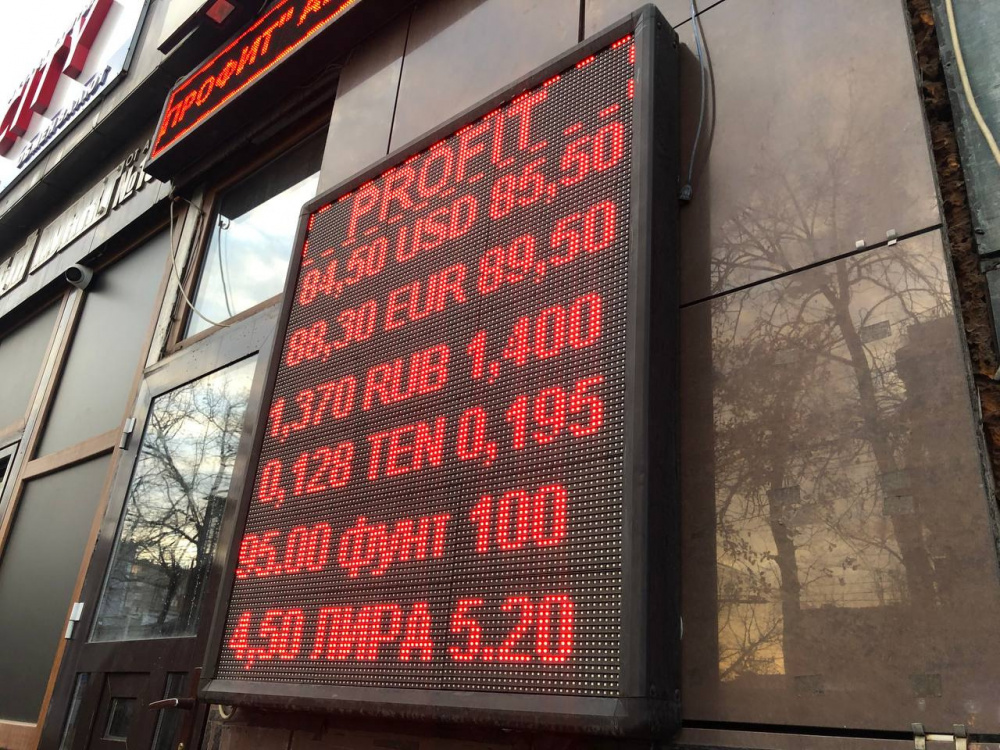 ПРОФИТ" А
PROFIT
84,50 USD 85,50
88,30 EUR 89,50
1,370 RUB 1,400
0,128 TEN 0,195
95.00 ФУНТ 100
4,50 ЛИРА 5.20